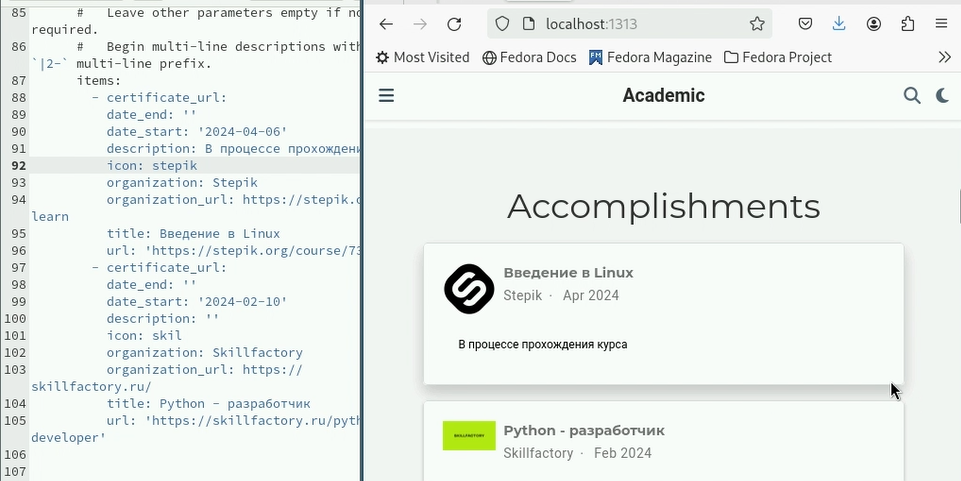 85 # Leave other parameters empty if no
required.
86 # Begin multi-line descriptions with
`|2-` multi-line prefix.
87 items:
88 - certificate_url:
89 date_end: ''
90 date_start: '2024-04-06'
91 description: В процессе прохождени
92 icon: stepik
93 organization: Stepik
94 organization_url: https://stepik.o
learn
95 title: Введение в Linux
96 url: 'https://stepik.org/course/73
97 - certificate_url:
98 date_end: ''
99 date_start: '2024-02-10'
100 description: ''
101 icon: skil
102 organization: Skillfactory
103 organization_url: https://
skillfactory.ru/
104 title: Python - разработчик
105 url: 'https://skillfactory.ru/pyth
developer'
106
107
localhost:1313
Most Visited Fedora Docs Fedora Magazine Fedora Project
Academic
Accomplishments
Введение в Linux
Stepik · Apr 2024
В процессе прохождения курса
SKILLFACTORY
Python - разработчик
Skillfactory · Feb 2024